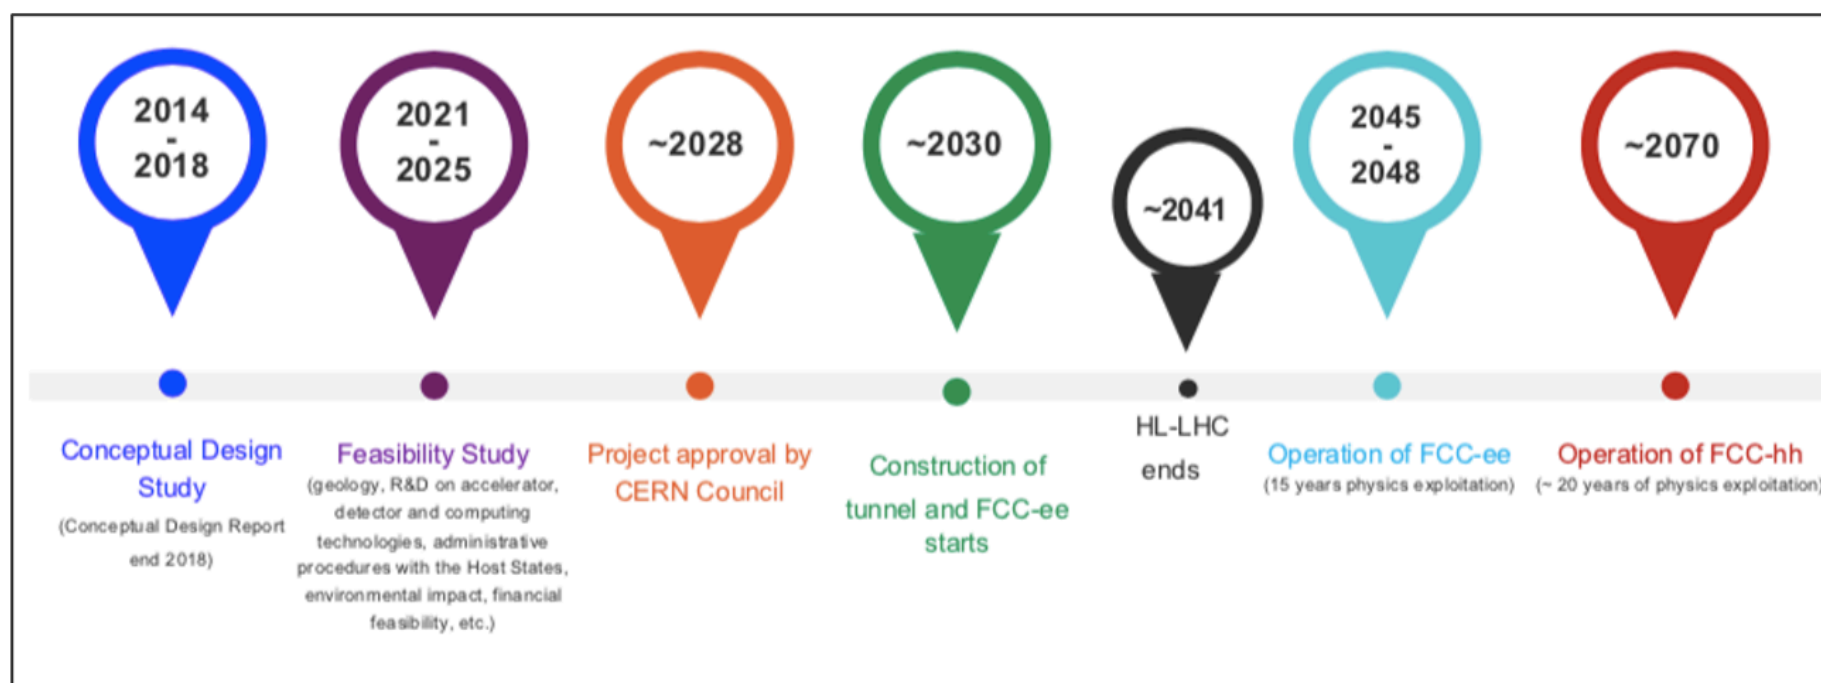 2014
-
2018
2021
-
2025
~2028
~2030
~2041
2045
-
2048
~2070
Conceptual Design
Study
(Conceptual Design Report
end 2018)
Feasibility Study
(geology, R&D on accelerator,
detector and computing
technologies, administrative
procedures with the Host States,
environmental impact, financial
feasibility, etc.)
Project approval by
CERN Council
Construction of
tunnel and FCC-ee
starts
HL-LHC
ends
Operation of FCC-ee
(15 years physics exploitation)
Operation of FCC-hh
(~ 20 years of physics exploitation)